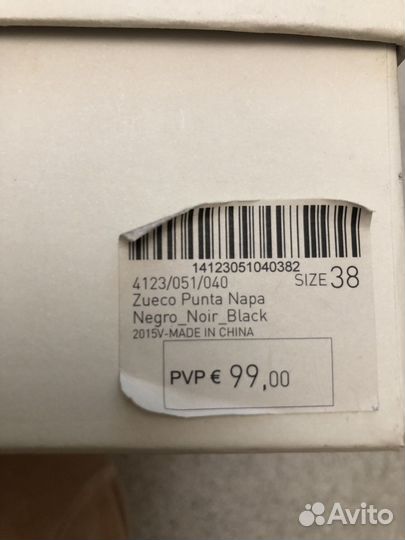 14123051040382
4123/051/040 SIZE 38
Zueco Punta Napa
Negro_Noir_Black
2015V-MADE IN CHINA
PVP € 99,00
Avito